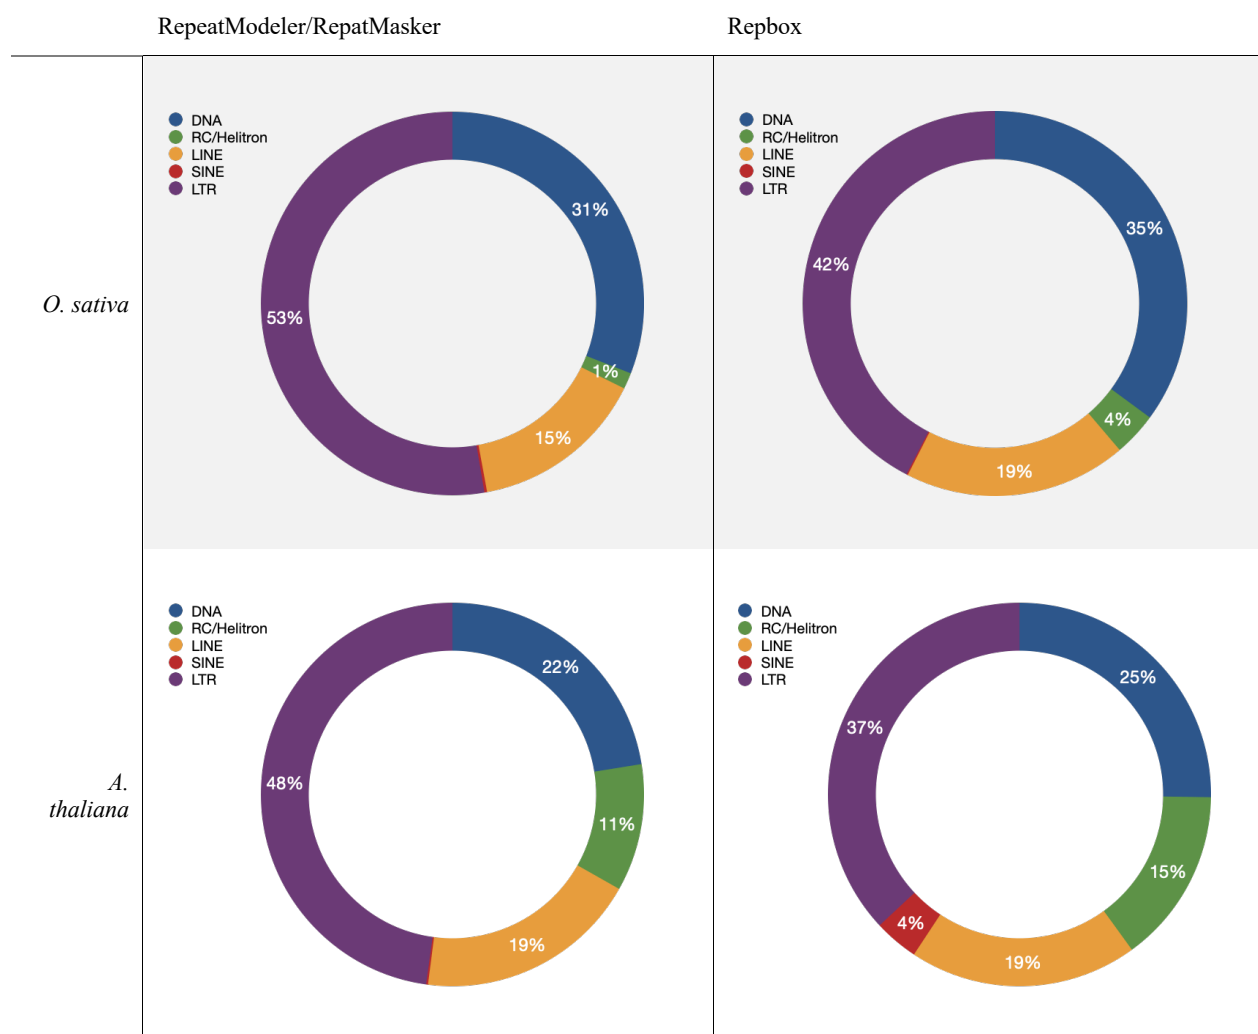 RepeatModeler/RepatMasker
Repbox
O. sativa
DNA
RC/Helitron
LINE
SINE
LTR
31%
1%
15%
53%
DNA
RC/Helitron
LINE
SINE
LTR
35%
4%
19%
42%
A.
thaliana
DNA
RC/Helitron
LINE
SINE
LTR
22%
11%
19%
48%
DNA
RC/Helitron
LINE
SINE
LTR
25%
15%
19%
4%
37%